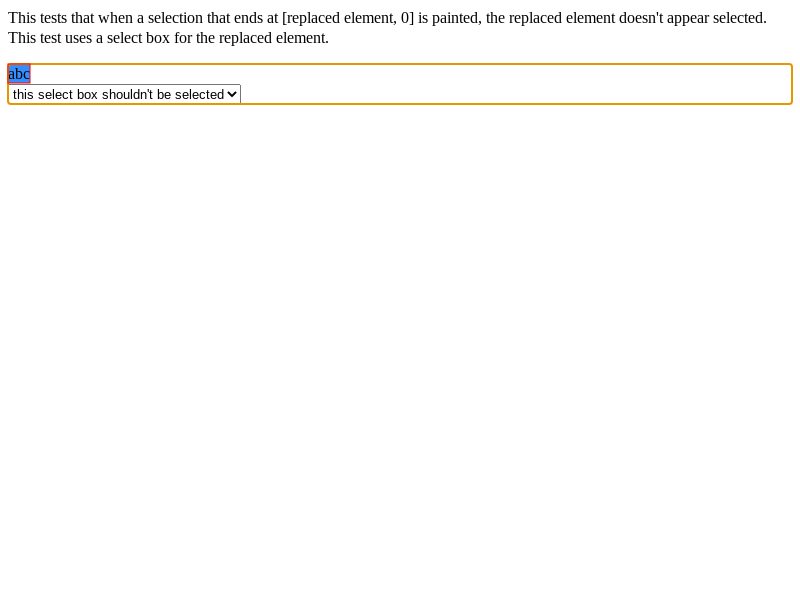 This tests that when a selection that ends at [replaced element, 0] is painted, the replaced element doesn't appear selected.
This test uses a select box for the replaced element.
abc
this select box shouldn't be selected